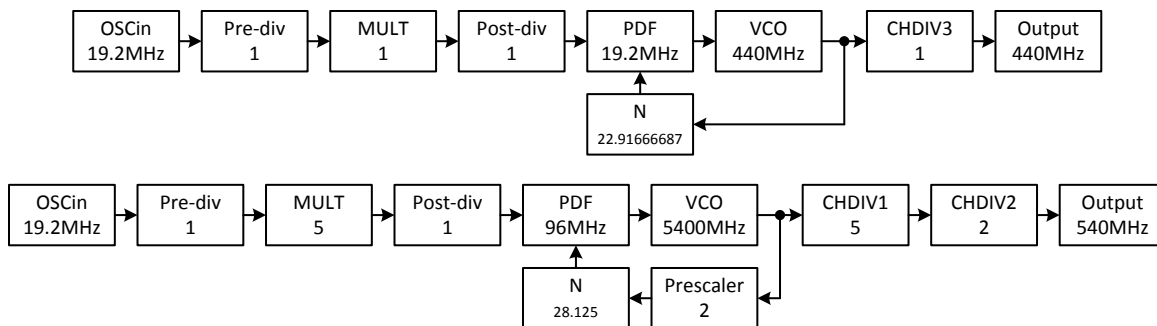 OSCin
19.2MHz
Pre-div
1
MULT
1
Post-div
1
PDF
19.2MHz
VCO
440MHz
CHDIV3
1
Output
440MHz
N
22.91666687
OSCin
19.2MHz
Pre-div
1
MULT
5
Post-div
1
PDF
96MHz
VCO
5400MHz
CHDIV1
5
CHDIV2
2
Output
540MHz
N
28.125
Prescaler
2